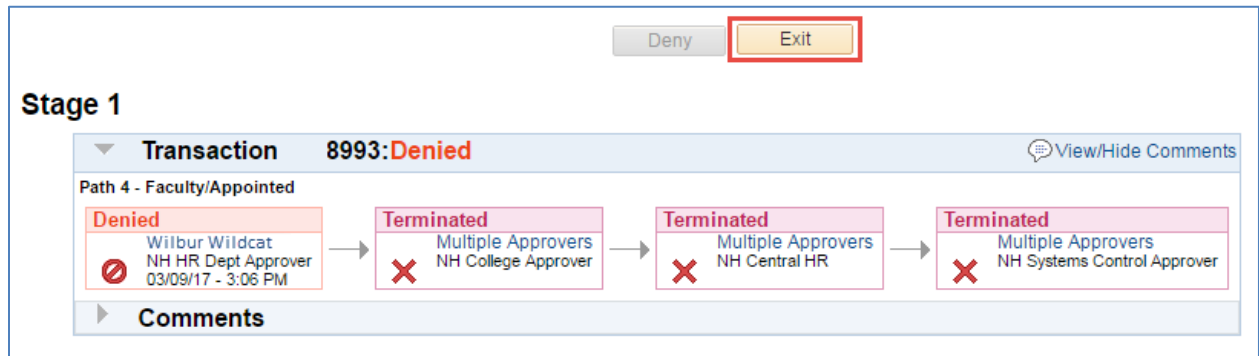 Deny Exit
Stage 1
Transaction 8993:Denied View/Hide Comments
Path 4 - Faculty/Appointed
Denied Terminated Terminated Terminated
Wilbur Wildcat Multiple Approvers Multiple Approvers Multiple Approvers
NH HR Dept Approver NH College Approver NH Central HR NH Systems Control Approver
03/09/17 - 3:06 PM
Comments